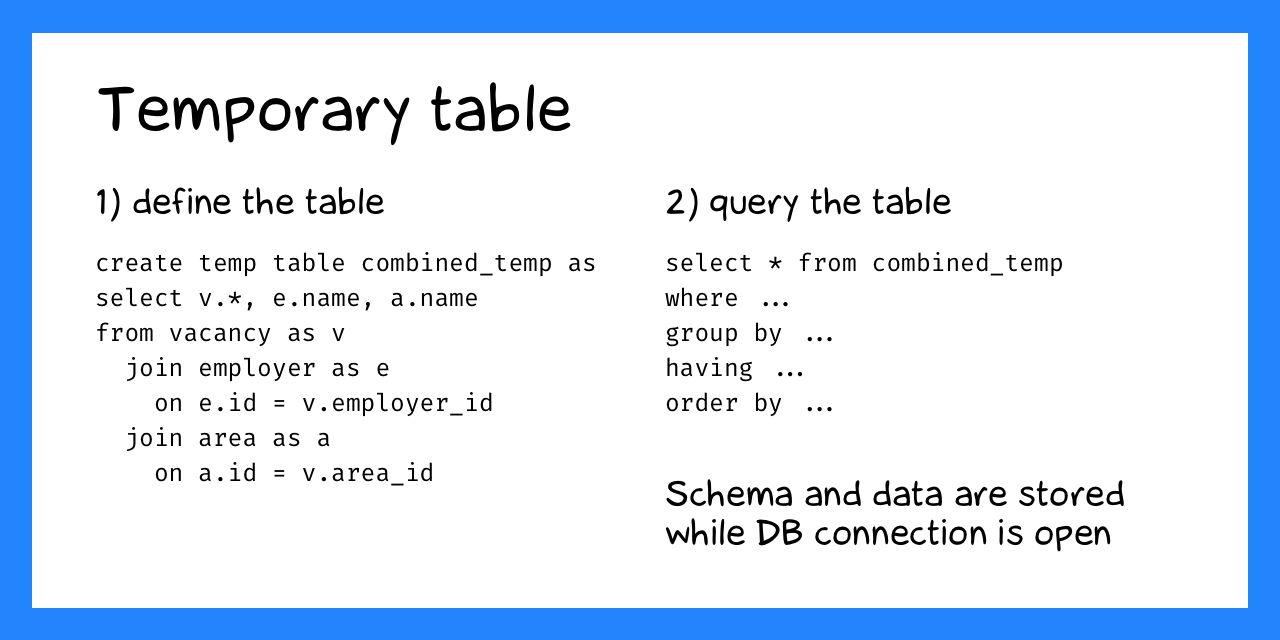 Temporary table
1) define the table
create temp table combined_temp as
select v.*, e.name, a.name
from vacancy as v
  join employer as e
    on e.id = v.employer_id
  join area as a
    on a.id = v.area_id
2) query the table
select * from combined_temp
where ...
group by ...
having ...
order by ...
Schema and data are stored
while DB connection is open